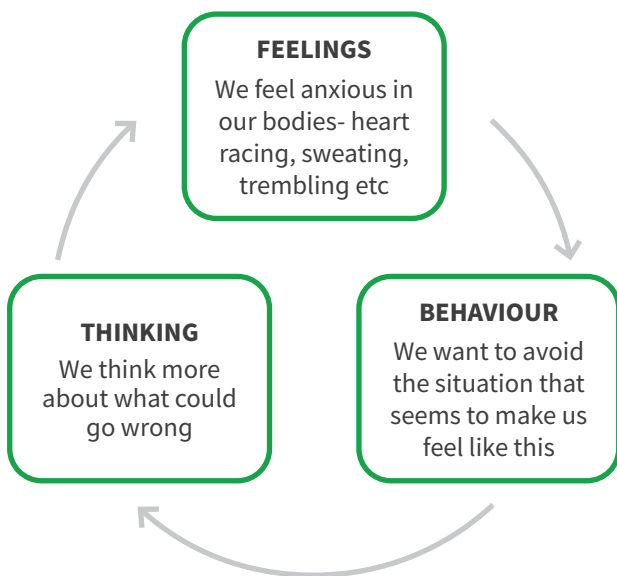 FEELINGS
We feel anxious in
our bodies- heart
racing, sweating,
trembling etc
THINKING
We think more
about what could
go wrong
BEHAVIOUR
We want to avoid
the situation that
seems to make us
feel like this